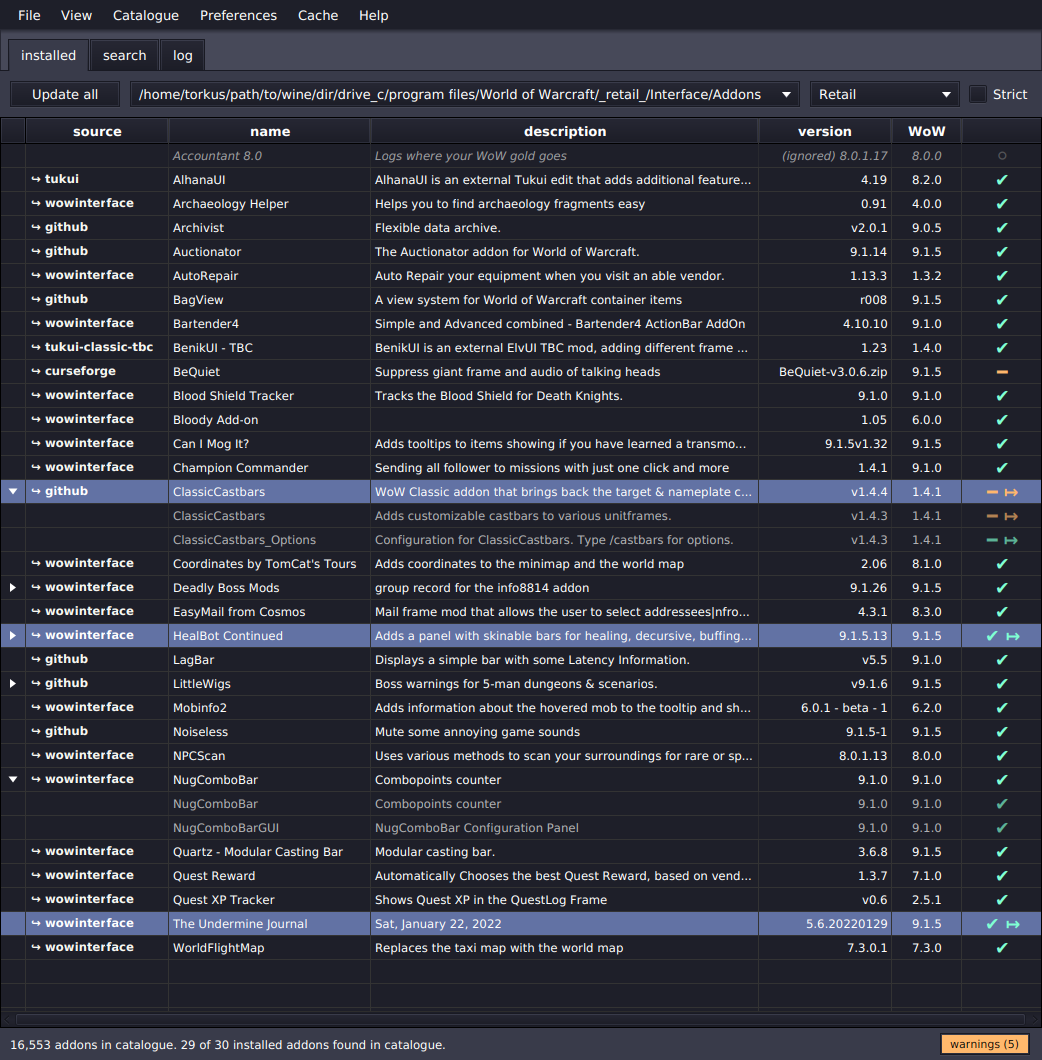 File View Catalogue Preferences Cache Help
installed search log
Update all /home/torkus/path/to/wine/dir/drive_c/program files/World of Warcraft/_retail_/Interface/Addons Retail Strict
source name description version WoW
Accountant 8.0 Logs where your WoW gold goes (ignored) 8.0.1.17 8.0.0
↪ tukui AlhanaUI AlhanaUI is an external Tukui edit that adds additional feature... 4.19 8.2.0 ✔
↪ wowinterface Archaeology Helper Helps you to find archaeology fragments easy 0.91 4.0.0 ✔
↪ github Archivist Flexible data archive. v2.0.1 9.0.5 ✔
↪ github Auctionator The Auctionator addon for World of Warcraft. 9.1.14 9.1.5 ✔
↪ wowinterface AutoRepair Auto Repair your equipment when you visit an able vendor. 1.13.3 1.3.2 ✔
↪ github BagView A view system for World of Warcraft container items r008 9.1.5 ✔
↪ wowinterface Bartender4 Simple and Advanced combined - Bartender4 ActionBar AddOn 4.10.10 9.1.0 ✔
↪ tukui-classic-tbc BenikUI - TBC BenikUI is an external ElvUI TBC mod, adding different frame ... 1.23 1.4.0 ✔
↪ curseforge BeQuiet Suppress giant frame and audio of talking heads BeQuiet-v3.0.6.zip 9.1.5 ━
↪ wowinterface Blood Shield Tracker Tracks the Blood Shield for Death Knights. 9.1.0 9.1.0 ✔
↪ wowinterface Bloody Add-on 1.05 6.0.0 ✔
↪ wowinterface Can I Mog It? Adds tooltips to items showing if you have learned a transmo... 9.1.5v1.32 9.1.5 ✔
↪ wowinterface Champion Commander Sending all follower to missions with just one click and more 1.4.1 9.1.0 ✔
▼ ↪ github ClassicCastbars WoW Classic addon that brings back the target & nameplate c... v1.4.4 1.4.1 ━ ↦
ClassicCastbars Adds customizable castbars to various unitframes. v1.4.3 1.4.1 ━ ↦
ClassicCastbars_Options Configuration for ClassicCastbars. Type /castbars for options. v1.4.3 1.4.1 ━ ↦
↪ wowinterface Coordinates by TomCat's Tours Adds coordinates to the minimap and the world map 2.06 8.1.0 ✔
▶ ↪ wowinterface Deadly Boss Mods group record for the info8814 addon 9.1.26 9.1.5 ✔
↪ wowinterface EasyMail from Cosmos Mail frame mod that allows the user to select addressees|nfro... 4.3.1 8.3.0 ✔
▶ ↪ wowinterface HealBot Continued Adds a panel with skinable bars for healing, decursive, buffing... 9.1.5.13 9.1.5 ✔ ↦
↪ github LagBar Displays a simple bar with some Latency Information. v5.5 9.1.0 ✔
▶ ↪ github LittleWigs Boss warnings for 5-man dungeons & scenarios. v9.1.6 9.1.5 ✔
↪ wowinterface Mobinfo2 Adds information about the hovered mob to the tooltip and sh... 6.0.1 - beta - 1 6.2.0 ✔
↪ github Noiseless Mute some annoying game sounds 9.1.5-1 9.1.5 ✔
↪ wowinterface NPCScan Uses various methods to scan your surroundings for rare or sp... 8.0.1.13 8.0.0 ✔
▼ ↪ wowinterface NugComboBar Combopoints counter 9.1.0 9.1.0 ✔
NugComboBar Combopoints counter 9.1.0 9.1.0 ✔
NugComboBarGUI NugComboBar Configuration Panel 9.1.0 9.1.0 ✔
↪ wowinterface Quartz - Modular Casting Bar Modular casting bar. 3.6.8 9.1.5 ✔
↪ wowinterface Quest Reward Automatically Chooses the best Quest Reward, based on vend... 1.3.7 7.1.0 ✔
↪ wowinterface Quest XP Tracker Shows Quest XP in the QuestLog Frame v0.6 2.5.1 ✔
↪ wowinterface The Undermine Journal Sat, January 22, 2022 5.6.20220129 9.1.5 ✔ ↦
↪ wowinterface WorldFlightMap Replaces the taxi map with the world map 7.3.0.1 7.3.0 ✔
16,553 addons in catalogue. 29 of 30 installed addons found in catalogue. warnings (5)